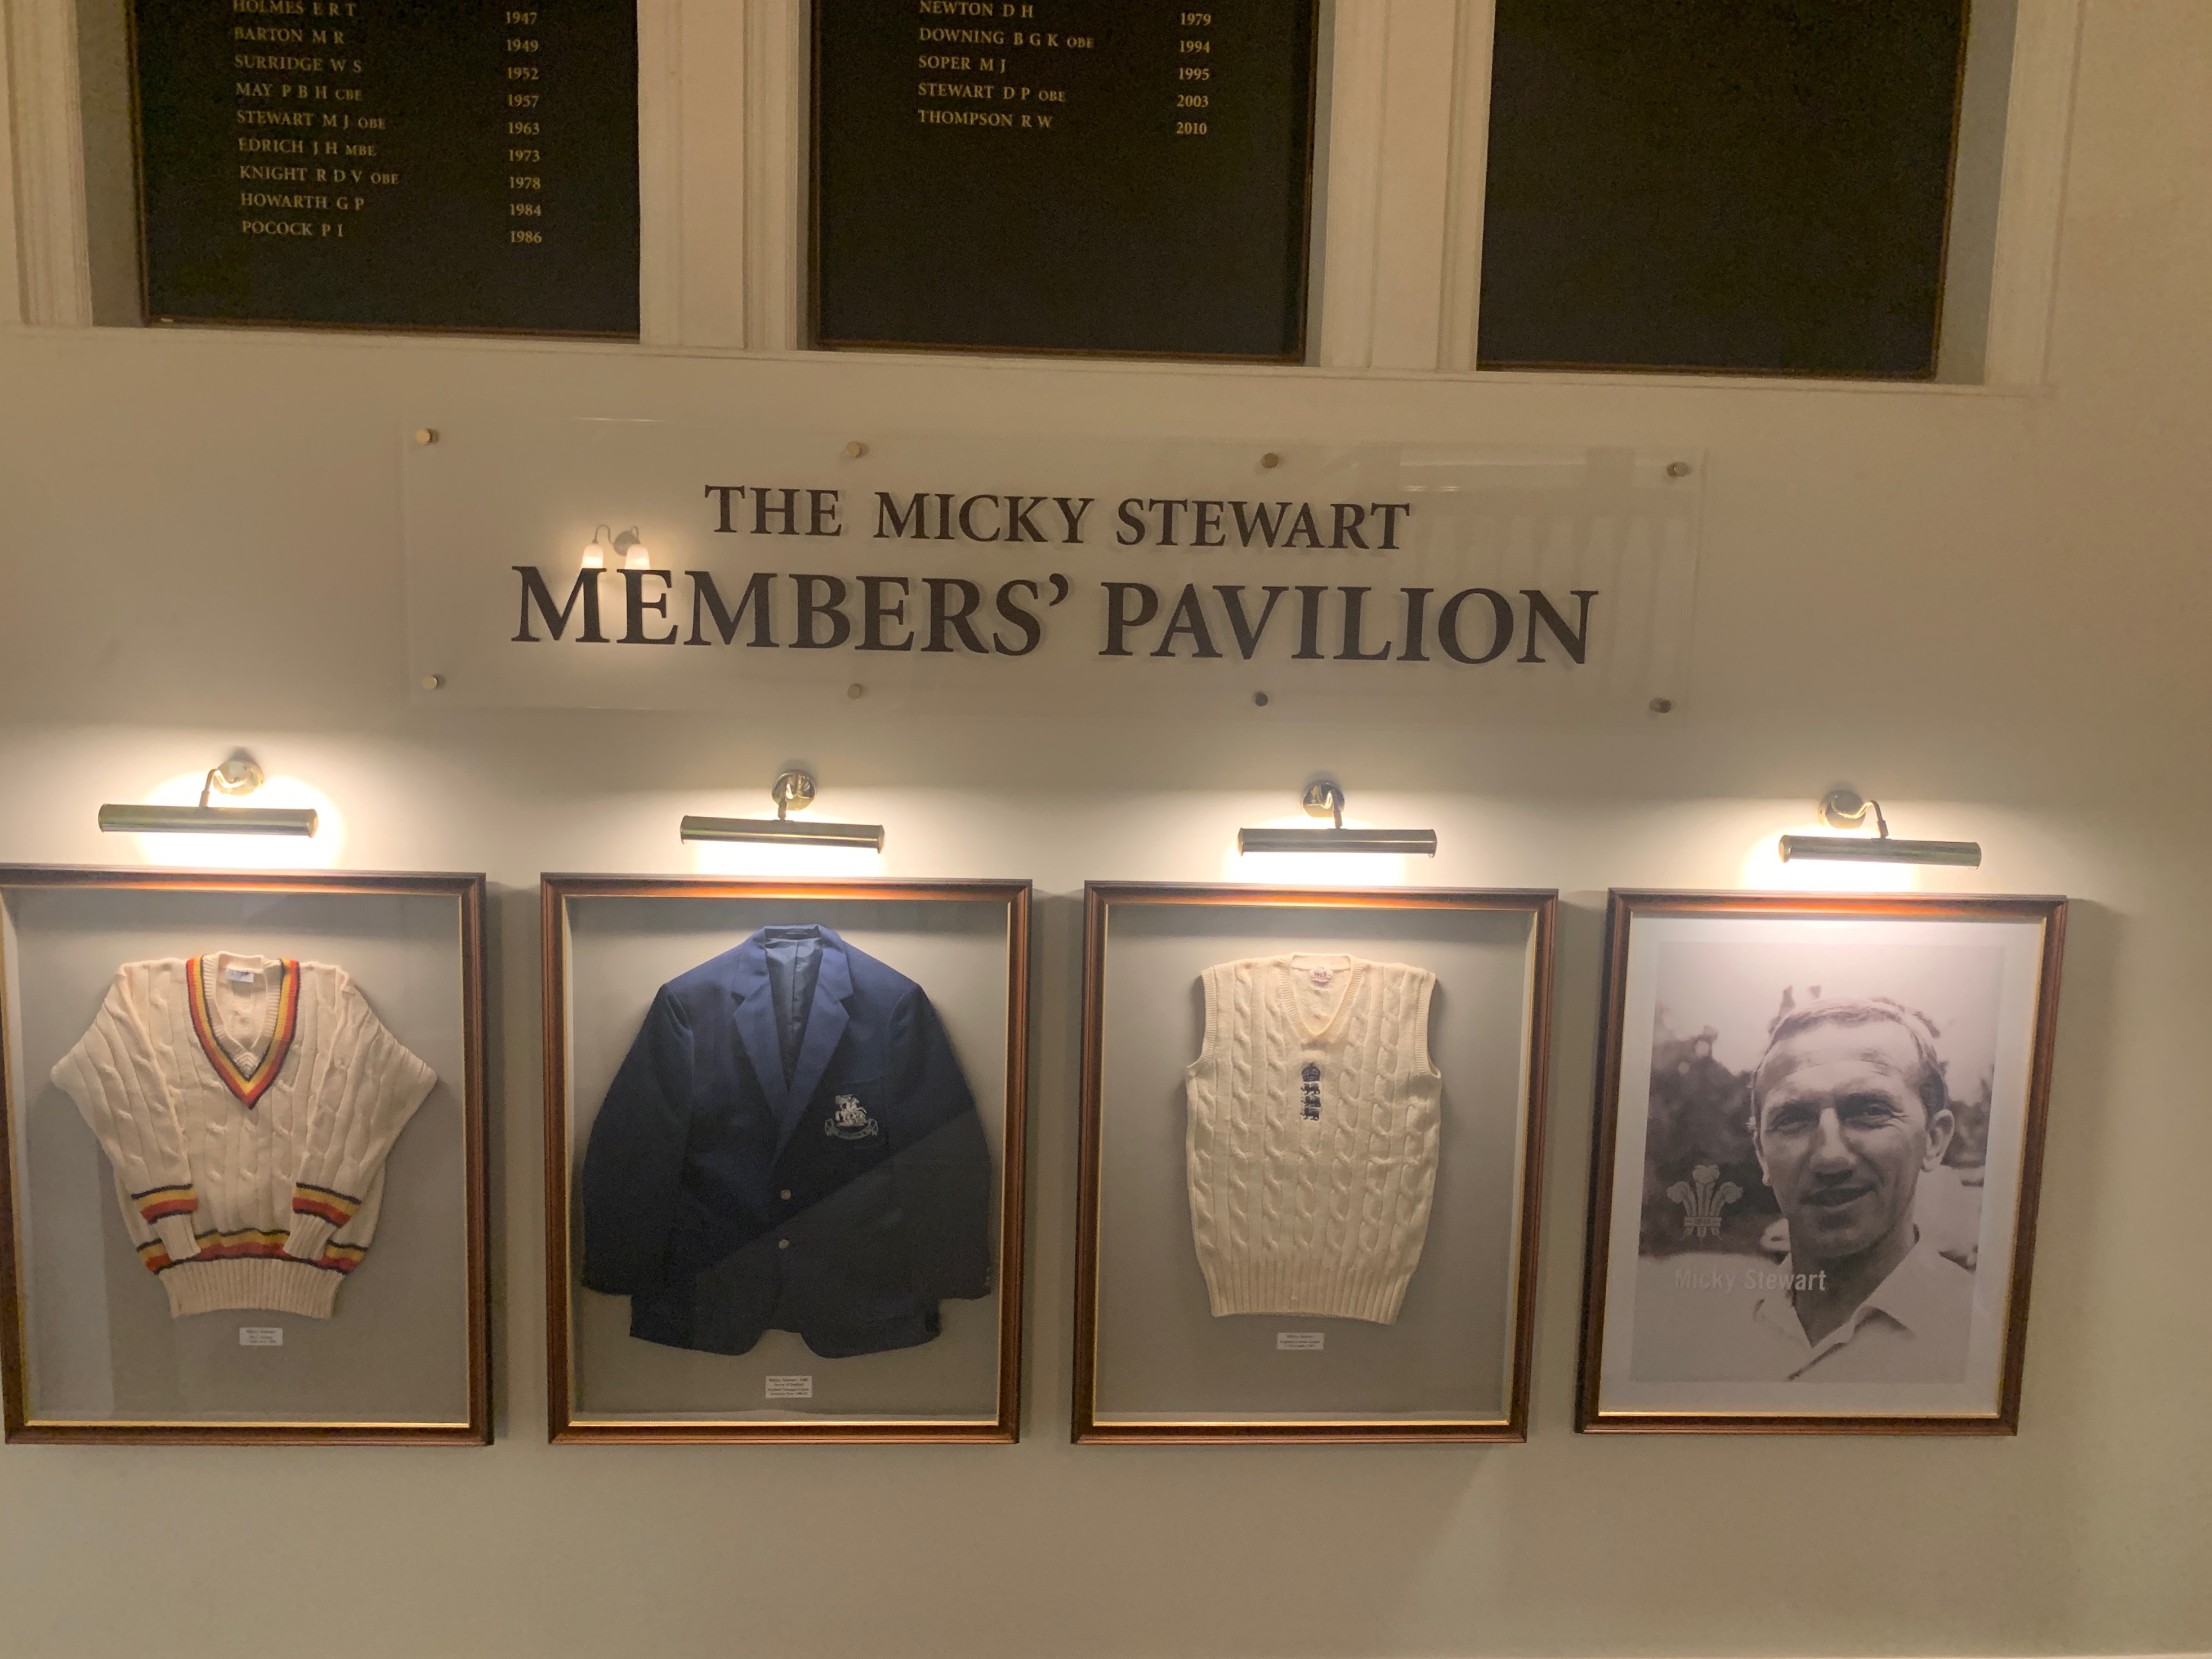 HOLMES E R T 1947
BARTON M R 1949
SURRIDGE W S 1952
MAY P B H CBE 1957
STEWART M J OBE 1963
EDRICH J H MBE 1973
KNIGHT R D V OBE 1978
HOWARTH G P 1984
POCOCK P I 1986
NEWTON D H 1979
DOWNING B G K OBE 1994
SOPER M J 1995
STEWART D P OBE 2003
THOMPSON R W 2010
THE MICKY STEWART
MEMBERS' PAVILION
Micky Stewart